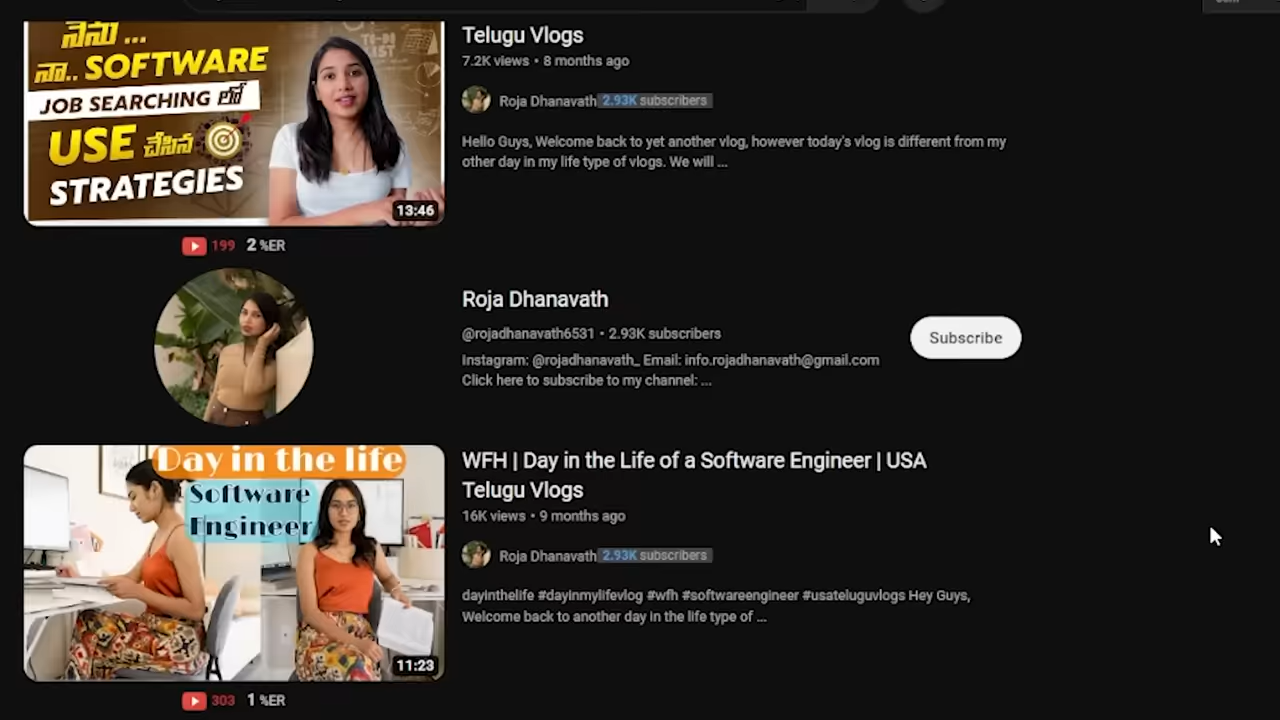 నేను ...
నా.. SOFTWARE
JOB SEARCHING లో
USE చేసిన
STRATEGIES
TO-DO
LIST
13:46
199 2 %ER
Telugu Vlogs
7.2K views • 8 months ago
Roja Dhanavath 2.93K subscribers
Hello Guys, Welcome back to yet another vlog, however today's vlog is different from my
other day in my life type of vlogs. We will ...
Roja Dhanavath
@rojadhanavath6531 • 2.93K subscribers
Instagram: @rojadhanavath_ Email: info.rojadhanavath@gmail.com
Click here to subscribe to my channel: ...
Subscribe
Day in the life
Software
Engineer
11:23
303 1 %ER
WFH | Day in the Life of a Software Engineer | USA
Telugu Vlogs
16K views • 9 months ago
Roja Dhanavath 2.93K subscribers
dayinthelife #dayinmylifevlog #wfh #softwareengineer #usateluguvlogs Hey Guys,
Welcome back to another day in the life type of ...